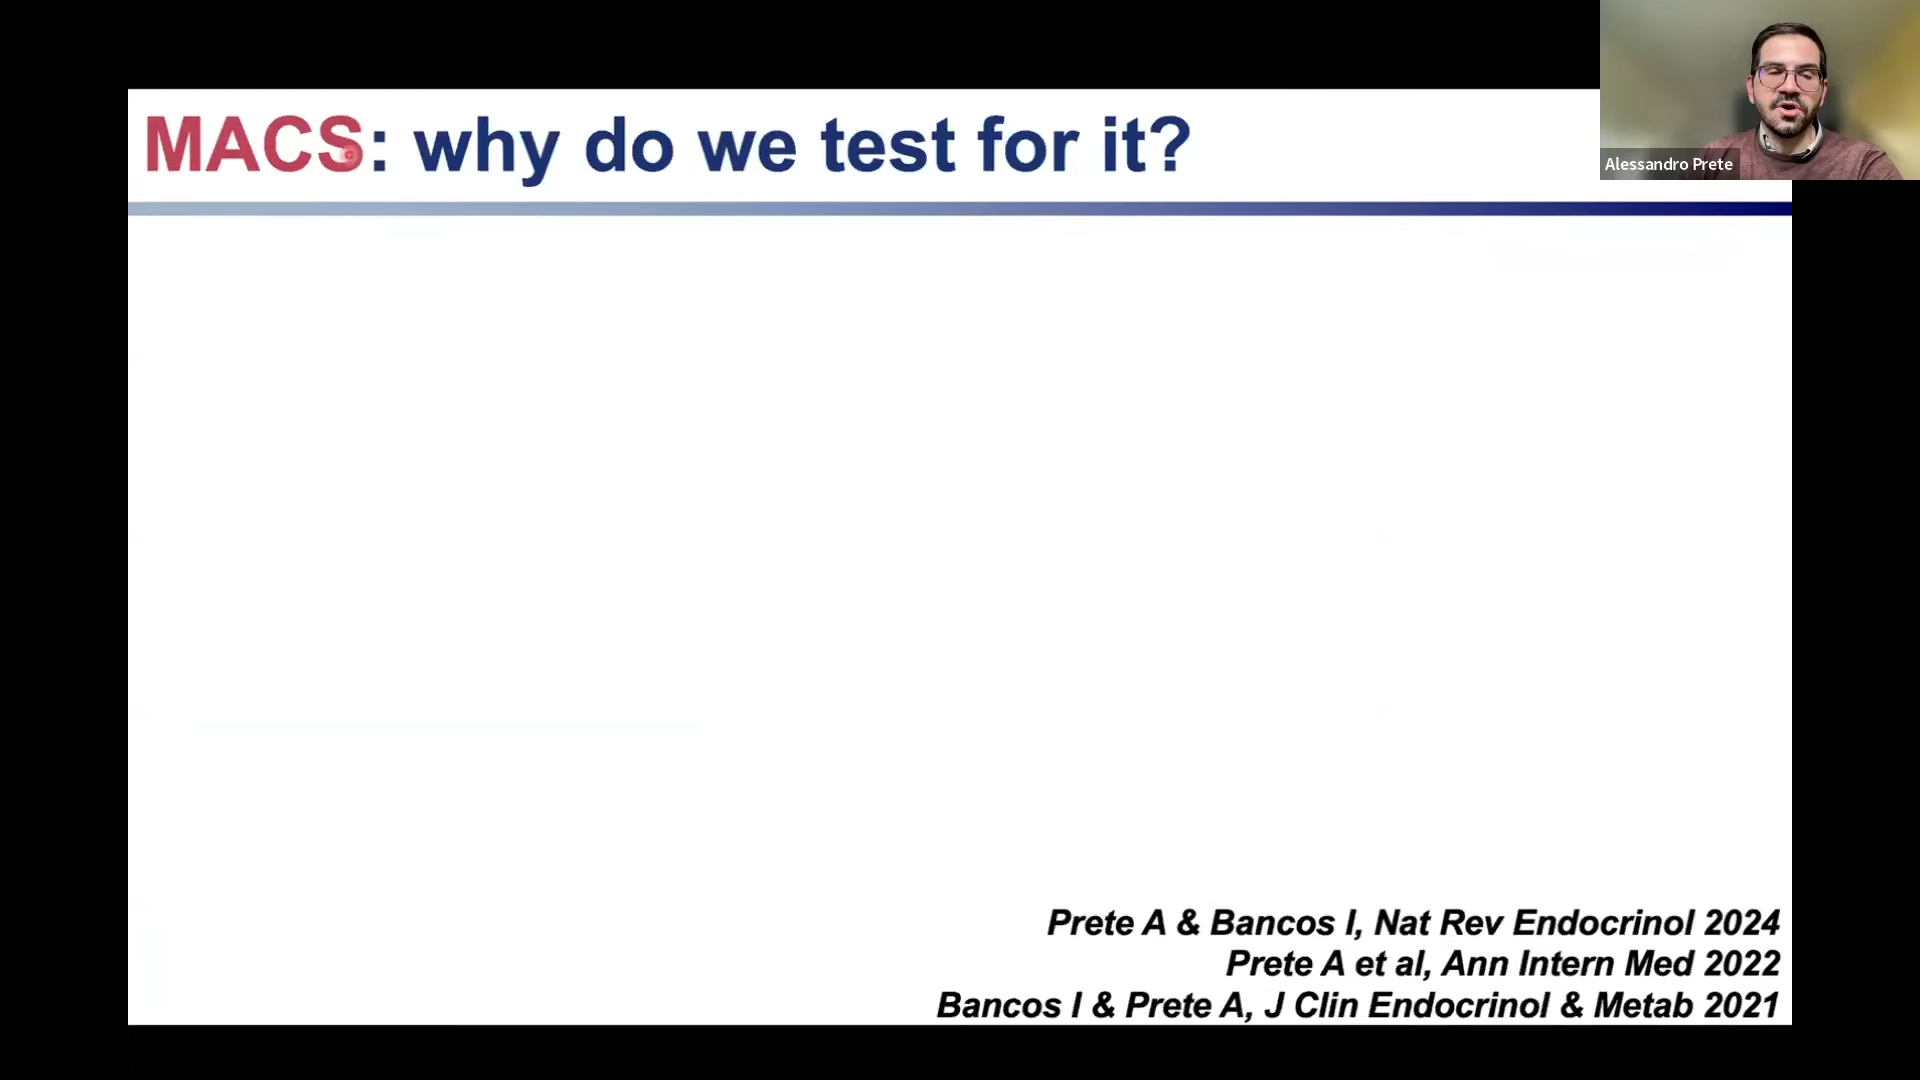 MACS: why do we test for it?
Alessandro Prete
Prete A & Bancos I, Nat Rev Endocrinol 2024
Prete A et al, Ann Intern Med 2022
Bancos I & Prete A, J Clin Endocrinol & Metab 2021